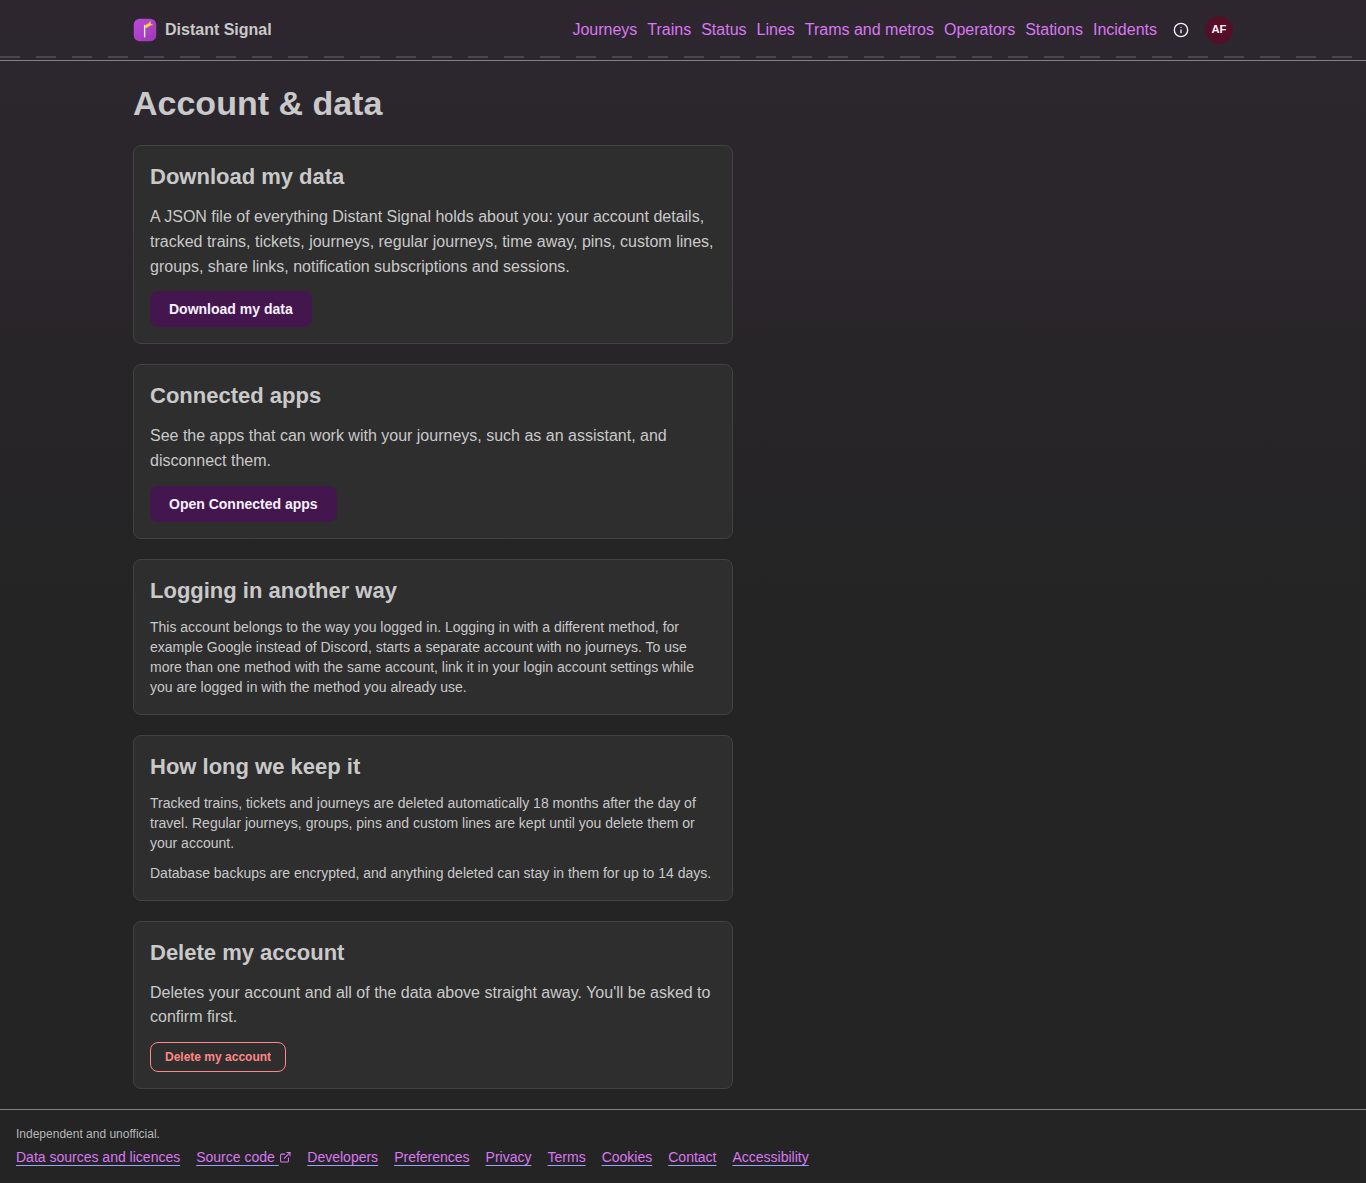 Distant Signal
Journeys Trains Status Lines Trams and metros Operators Stations Incidents AF
Account & data
Download my data
A JSON file of everything Distant Signal holds about you: your account details,
tracked trains, tickets, journeys, regular journeys, time away, pins, custom lines,
groups, share links, notification subscriptions and sessions.
Download my data
Connected apps
See the apps that can work with your journeys, such as an assistant, and
disconnect them.
Open Connected apps
Logging in another way
This account belongs to the way you logged in. Logging in with a different method, for
example Google instead of Discord, starts a separate account with no journeys. To use
more than one method with the same account, link it in your login account settings while
you are logged in with the method you already use.
How long we keep it
Tracked trains, tickets and journeys are deleted automatically 18 months after the day of
travel. Regular journeys, groups, pins and custom lines are kept until you delete them or
your account.
Database backups are encrypted, and anything deleted can stay in them for up to 14 days.
Delete my account
Deletes your account and all of the data above straight away. You'll be asked to
confirm first.
Delete my account
Independent and unofficial.
Data sources and licences Source code Developers Preferences Privacy Terms Cookies Contact Accessibility